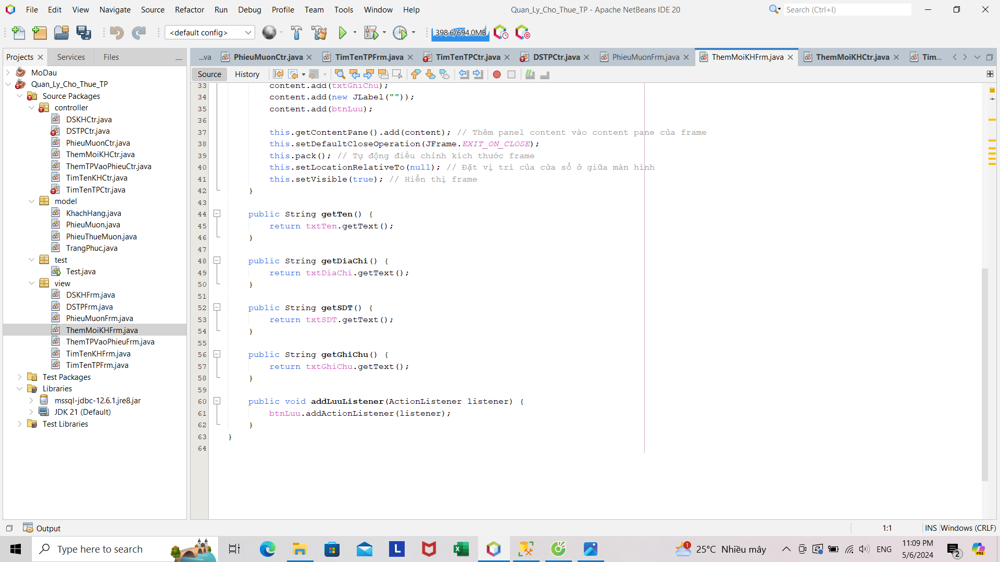 File Edit View Navigate Source Refactor Run Debug Profile Team Tools Window Help
Quan_Ly_Cho_Thue_TP - Apache NetBeans IDE 20
Search (Ctrl+I)
<default config>
398.6/694.0MB
Projects
Services
Files
...va
PhieuMuonCtr.java
TimTenTPFrm.java
TimTenTPCtr.java
DSTPCtr.java
PhieuMuonFrm.java
ThemMoiKHFrm.java
ThemMoiKHCtr.java
Tim...
Source
History
MoDau
Quan_Ly_Cho_Thue_TP
Source Packages
controller
DSKHCtr.java
DSTPCtr.java
PhieuMuonCtr.java
ThemMoiKHCtr.java
ThemTPVaoPhieuCtr.java
TimTenKHCtr.java
TimTenTPCtr.java
model
KhachHang.java
PhieuMuon.java
PhieuThueMuon.java
TrangPhuc.java
test
Test.java
view
DSKHFrm.java
DSTPFrm.java
PhieuMuonFrm.java
ThemMoiKHFrm.java
ThemTPVaoPhieuFrm.java
TimTenKHFrm.java
TimTenTPFrm.java
Test Packages
Libraries
mssql-jdbc-12.6.1.jre8.jar
JDK 21 (Default)
Test Libraries
33 content.add(txtGhiChu);
34 content.add(new JLabel(""));
35 content.add(btnLuu);
36
37 this.getContentPane().add(content); // Thêm panel content vào content pane của frame
38 this.setDefaultCloseOperation(JFrame.EXIT_ON_CLOSE);
39 this.pack(); // Tự động điều chỉnh kích thước frame
40 this.setLocationRelativeTo(null); // Đặt vị trí của cửa sổ ở giữa màn hình
41 this.setVisible(true); // Hiển thị frame
42 }
43
44 public String getTen() {
45 return txtTen.getText();
46 }
47
48 public String getDiaChi() {
49 return txtDiaChi.getText();
50 }
51
52 public String getSDT() {
53 return txtSDT.getText();
54 }
55
56 public String getGhiChu() {
57 return txtGhiChu.getText();
58 }
59
60 public void addLuuListener(ActionListener listener) {
61 btnLuu.addActionListener(listener);
62 }
63 }
64
Output
1:1
INS
Windows (CRLF)
Type here to search
L
1
25°C Nhiều mây
ENG
11:09 PM
5/6/2024
2
PRE